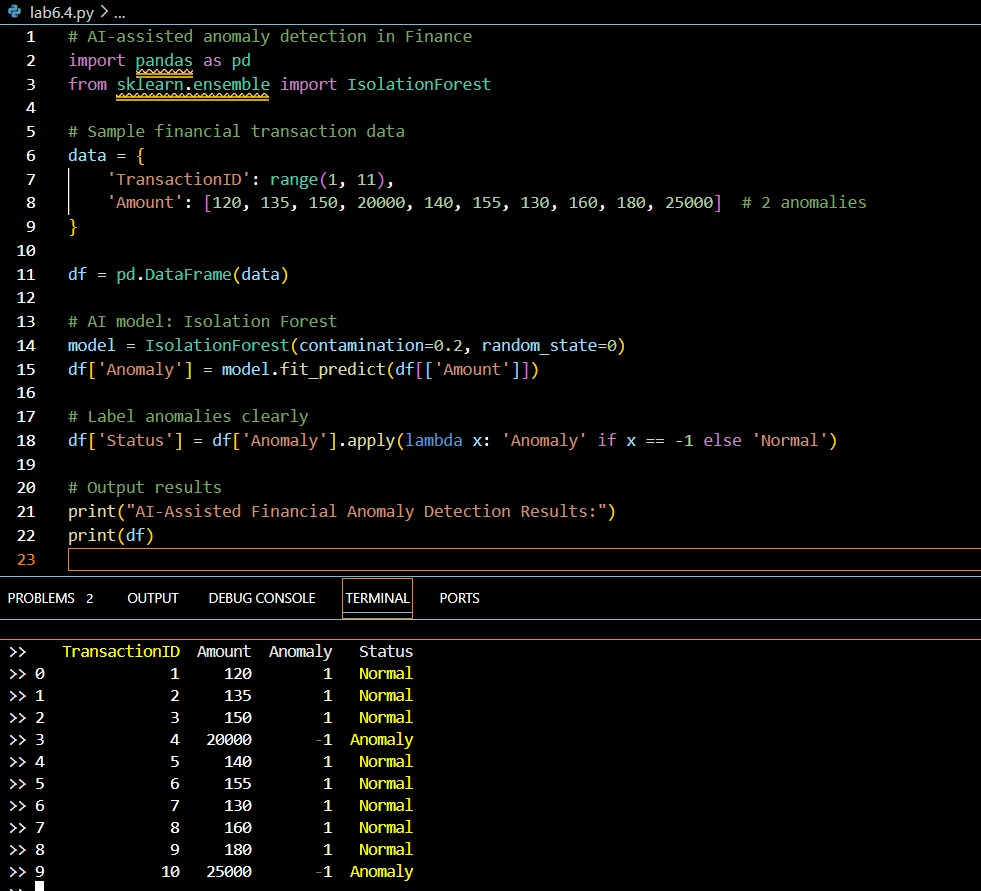 lab6.4.py > ...
1 # AI-assisted anomaly detection in Finance
2 import pandas as pd
3 from sklearn.ensemble import IsolationForest
4
5 # Sample financial transaction data
6 data = {
7     'TransactionID': range(1, 11),
8     'Amount': [120, 135, 150, 20000, 140, 155, 130, 160, 180, 25000]  # 2 anomalies
9 }
10
11 df = pd.DataFrame(data)
12
13 # AI model: Isolation Forest
14 model = IsolationForest(contamination=0.2, random_state=0)
15 df['Anomaly'] = model.fit_predict(df[['Amount']])
16
17 # Label anomalies clearly
18 df['Status'] = df['Anomaly'].apply(lambda x: 'Anomaly' if x == -1 else 'Normal')
19
20 # Output results
21 print("AI-Assisted Financial Anomaly Detection Results:")
22 print(df)
23
PROBLEMS 2 OUTPUT DEBUG CONSOLE TERMINAL PORTS
>>    TransactionID  Amount  Anomaly   Status
>> 0              1     120        1   Normal
>> 1              2     135        1   Normal
>> 2              3     150        1   Normal
>> 3              4   20000       -1  Anomaly
>> 4              5     140        1   Normal
>> 5              6     155        1   Normal
>> 6              7     130        1   Normal
>> 7              8     160        1   Normal
>> 8              9     180        1   Normal
>> 9             10   25000       -1  Anomaly
>>